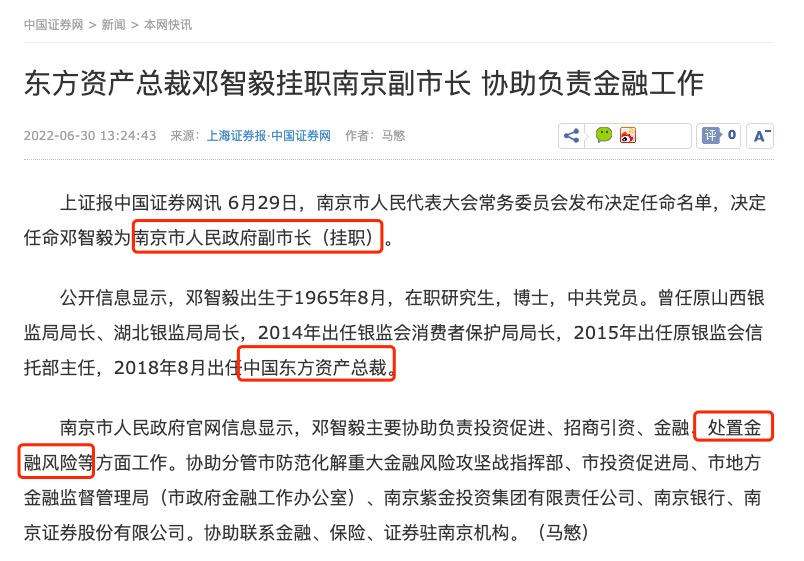 中国证券网 > 新闻 > 本网快讯
东方资产总裁邓智毅挂职南京副市长 协助负责金融工作
2022-06-30 13:24:43 来源：上海证券报·中国证券网 作者：马慜
评 0 A-
上证报中国证券网讯 6月29日，南京市人民代表大会常务委员会发布决定任命名单，决定
任命邓智毅为南京市人民政府副市长（挂职）。
公开信息显示，邓智毅出生于1965年8月，在职研究生，博士，中共党员。曾任原山西银
监局局长、湖北银监局局长，2014年出任银监会消费者保护局局长，2015年出任原银监会信
托部主任，2018年8月出任中国东方资产总裁。
南京市人民政府官网信息显示，邓智毅主要协助负责投资促进、招商引资、金融、处置金
融风险等方面工作。协助分管市防范化解重大金融风险攻坚战指挥部、市投资促进局、市地方
金融监督管理局（市政府金融工作办公室）、南京紫金投资集团有限责任公司、南京银行、南
京证券股份有限公司。协助联系金融、保险、证券驻南京机构。（马慜）